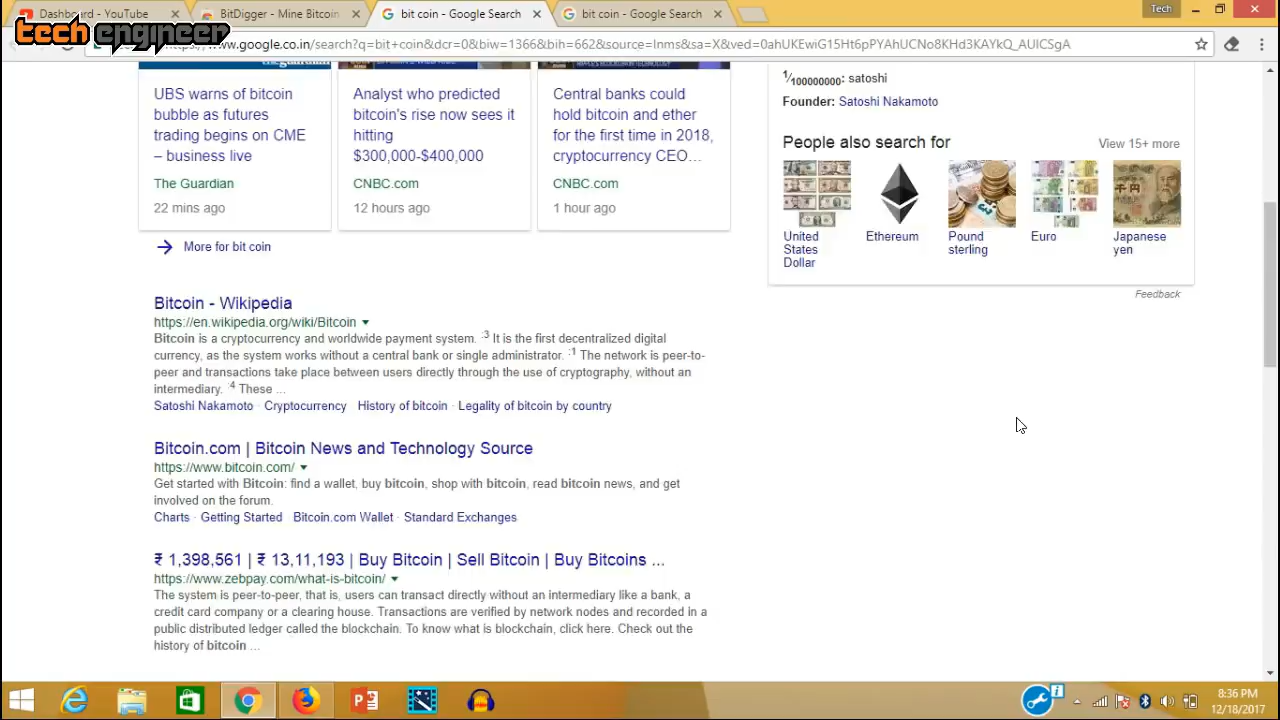 Dashboard - YouTube
BitDigger - Mine Bitcoin
bit coin - Google Search
bit coin - Google Search
Tech
tech engineer
www.google.co.in/search?q=bit+coin&dcr=0&biw=1366&bih=662&source=lnms&sa=X&ved=
theguardian
UBS warns of bitcoin
bubble as futures
trading begins on CME
– business live
The Guardian
22 mins ago
Analyst who predicted
bitcoin's rise now sees it
hitting
$300,000-$400,000
CNBC.com
12 hours ago
Central banks could
hold bitcoin and ether
for the first time in 2018,
cryptocurrency CEO…
CNBC.com
1 hour ago
More for bit coin
1/100000000: satoshi
Founder: Satoshi Nakamoto
People also search for
View 15+ more
United
States
Dollar
Ethereum
Pound
sterling
Euro
Japanese
yen
Feedback
Bitcoin - Wikipedia
https://en.wikipedia.org/wiki/Bitcoin
Bitcoin is a cryptocurrency and worldwide payment system. :3 It is the first decentralized digital
currency, as the system works without a central bank or single administrator. :1 The network is peer-to-
peer and transactions take place between users directly through the use of cryptography, without an
intermediary. :4 These ...
Satoshi Nakamoto · Cryptocurrency · History of bitcoin · Legality of bitcoin by country
Bitcoin.com | Bitcoin News and Technology Source
https://www.bitcoin.com/
Get started with Bitcoin: find a wallet, buy bitcoin, shop with bitcoin, read bitcoin news, and get
involved on the forum.
Charts · Getting Started · Bitcoin.com Wallet · Standard Exchanges
₹ 1,398,561 | ₹ 13,11,193 | Buy Bitcoin | Sell Bitcoin | Buy Bitcoins ...
https://www.zebpay.com/what-is-bitcoin/
The system is peer-to-peer, that is, users can transact directly without an intermediary like a bank, a
credit card company or a clearing house. Transactions are verified by network nodes and recorded in a
public distributed ledger called the blockchain. To know what is blockchain, click here. Check out the
history of bitcoin ...
8:36 PM
12/18/2017